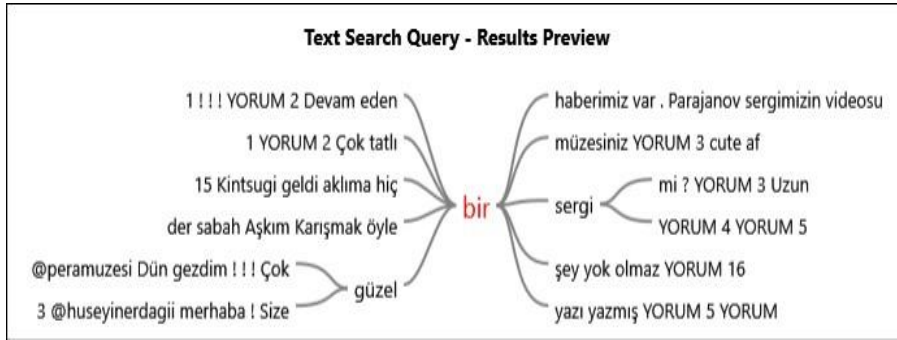 Text Search Query - Results Preview
1 ! ! ! YORUM 2 Devam eden
1 YORUM 2 Çok tatlı
15 Kintsugi geldi aklıma hiç
der sabah Aşkım Karışmak öyle
@peramuzesi Dün gezdim ! ! ! Çok
3 @huseyinerdagii merhaba ! Size
güzel
bir
haberimiz var . Parajanov sergimizin videosu
müzesiniz YORUM 3 cute af
sergi
mi ? YORUM 3 Uzun
YORUM 4 YORUM 5
şey yok olmaz YORUM 16
yazı yazmış YORUM 5 YORUM